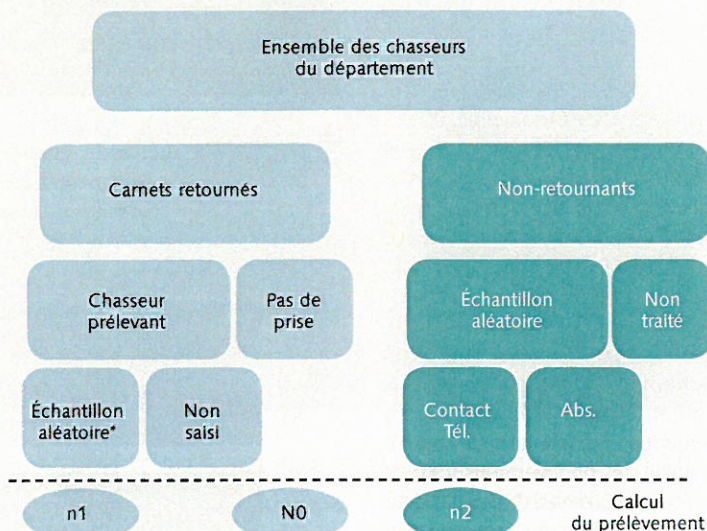 Ensemble des chasseurs
du département
Carnets retournés
Non-retournants
Chasseur
prélevant
Pas de
prise
Échantillon
aléatoire
Non
traité
Échantillon
aléatoire*
Non
saisi
Contact
Tél.
Abs.
n1
N0
n2
Calcul
du prélèvement